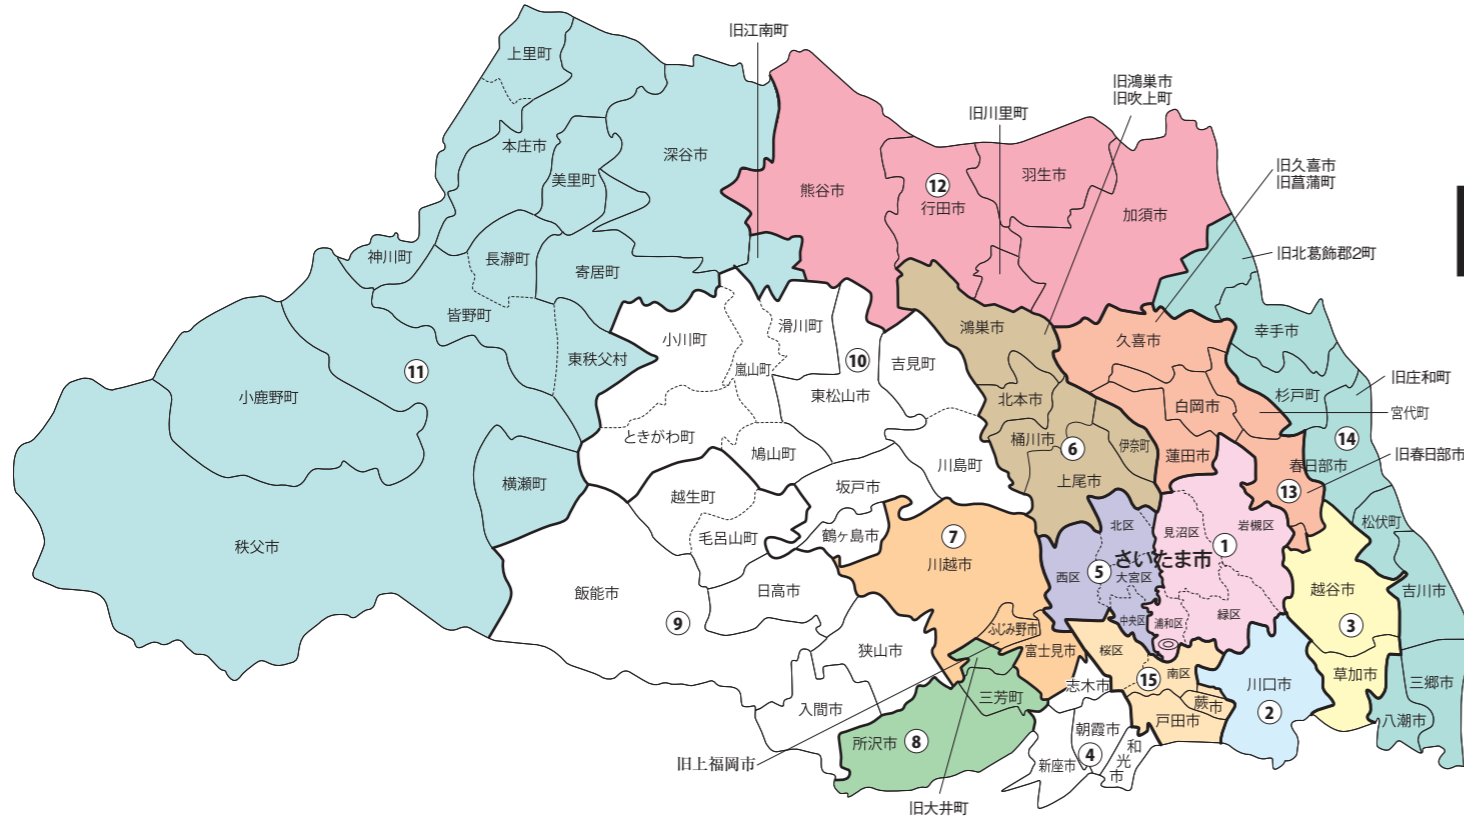 旧江南町
上里町
旧鴻巣市
旧吹上町
旧川里町
本庄市
深谷市
美里町
熊谷市
⑫
行田市
羽生市
加須市
旧久喜市
旧菖蒲町
神川町
長瀞町
寄居町
旧北葛飾郡2町
皆野町
小川町
滑川町
鴻巣市
久喜市
幸手市
東秩父村
嵐山町
⑩
吉見町
⑪
小鹿野町
東松山市
北本市
白岡市
杉戸町
旧庄和町
宮代町
ときがわ町
鳩山町
川島町
桶川市
⑥
伊奈町
蓮田市
⑭
旧春日部市
横瀬町
越生町
坂戸市
上尾市
春日部市
⑬
秩父市
毛呂山町
鶴ヶ島市
⑦
川越市
北区
見沼区
岩槻区
松伏町
①
さいたま市
西区
⑤
大宮区
飯能市
⑨
日高市
中央区
浦和区
緑区
越谷市
③
吉川市
ふじみ野市
富士見市
狭山市
桜区
南区
⑮
志木市
川口市
②
草加市
三郷市
入間市
三芳町
蕨市
戸田市
八潮市
所沢市
⑧
朝霞市
④
和光市
新座市
旧上福岡市
旧大井町